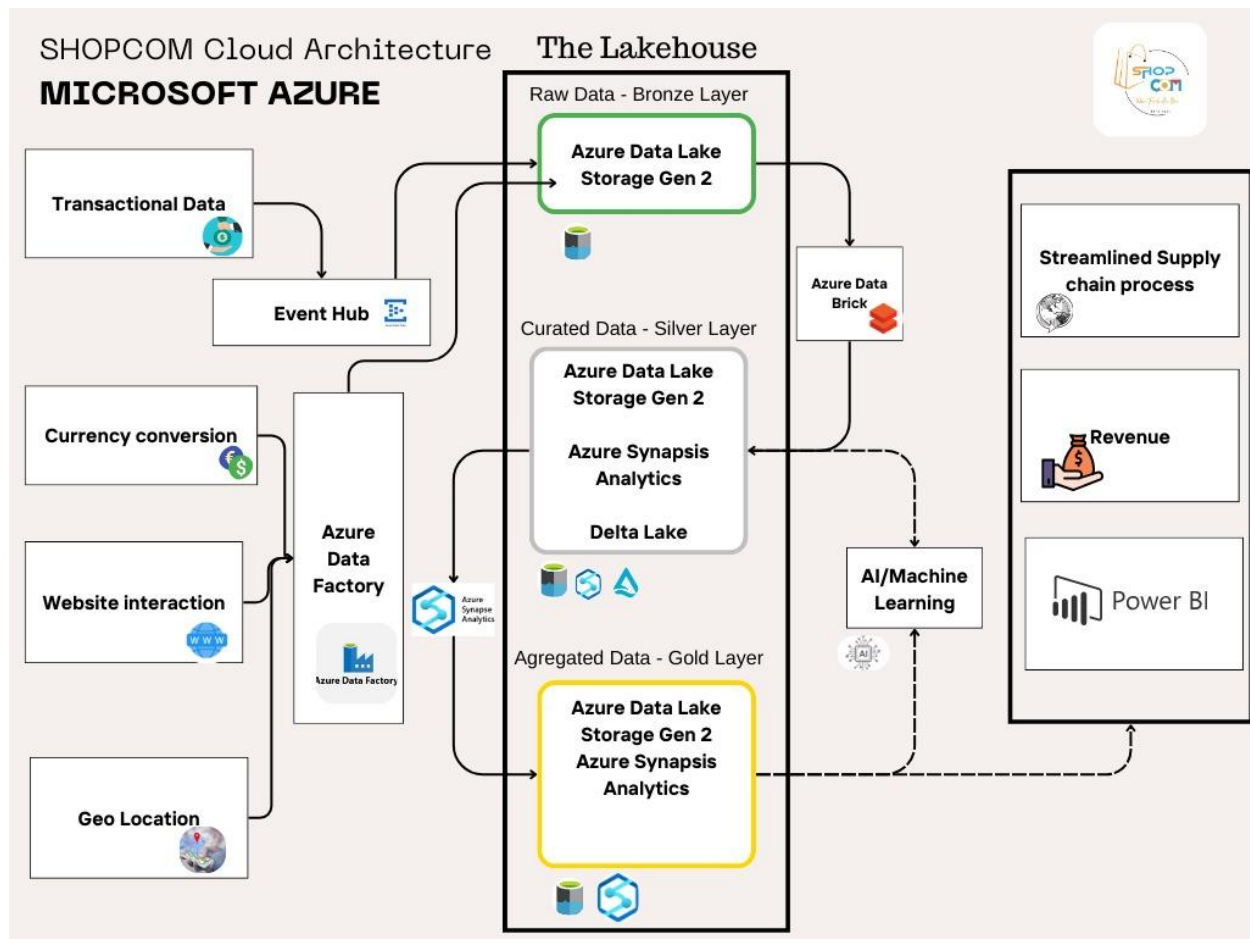 SHOPCOM Cloud Architecture
MICROSOFT AZURE
The Lakehouse
SHOP
COM
Raw Data - Bronze Layer
Azure Data Lake
Storage Gen 2
Transactional Data
Event Hub
Azure Data
Brick
Streamlined Supply
chain process
Curated Data - Silver Layer
Azure Data Lake
Storage Gen 2
Azure Synapsis
Analytics
Delta Lake
Currency conversion
€
$
Revenue
$
Azure
Data
Factory
Azure Data Factory
Website interaction
WWW
Azure
Synapse
Analytics
AI/Machine
Learning
AI
Power BI
Agregated Data - Gold Layer
Azure Data Lake
Storage Gen 2
Azure Synapsis
Analytics
Geo Location